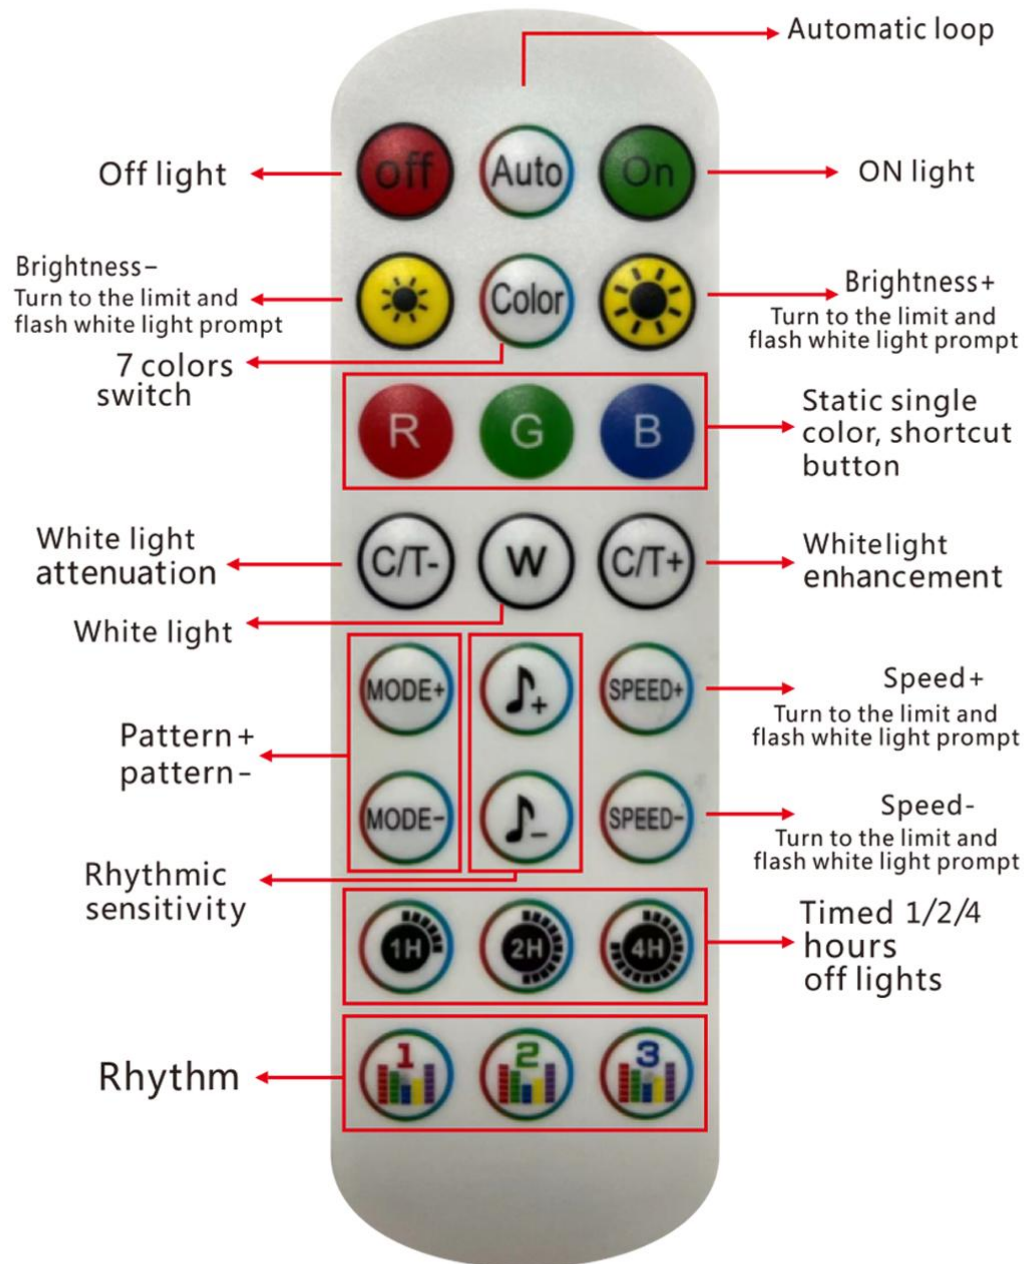 Automatic loop
Off light
off
Auto
On
ON light
Brightness-
Turn to the limit and
flash white light prompt
Color
Brightness+
Turn to the limit and
flash white light prompt
7 colors
switch
R
G
B
Static single
color, shortcut
button
White light
attenuation
C/T-
W
C/T+
Whitelight
enhancement
White light
MODE+
+
SPEED+
Speed+
Turn to the limit and
flash white light prompt
Pattern+
pattern-
MODE-
-
SPEED-
Speed-
Turn to the limit and
flash white light prompt
Rhythmic
sensitivity
1H
2H
4H
Timed 1/2/4
hours
off lights
Rhythm
1
2
3